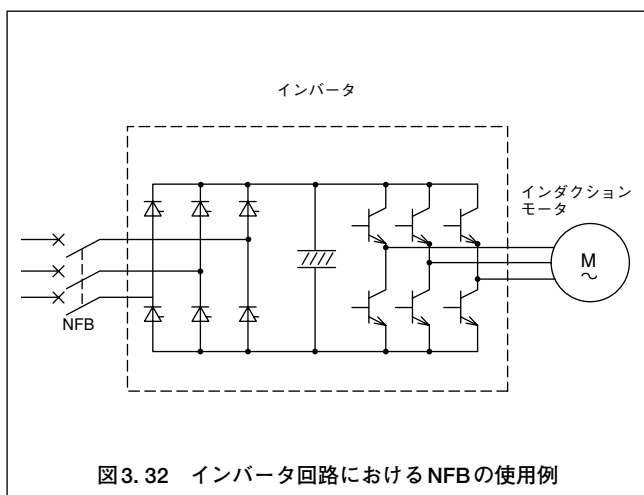 インバータ
インダクション
モータ
M
~
NFB
図3. 32 インバータ回路におけるNFBの使用例